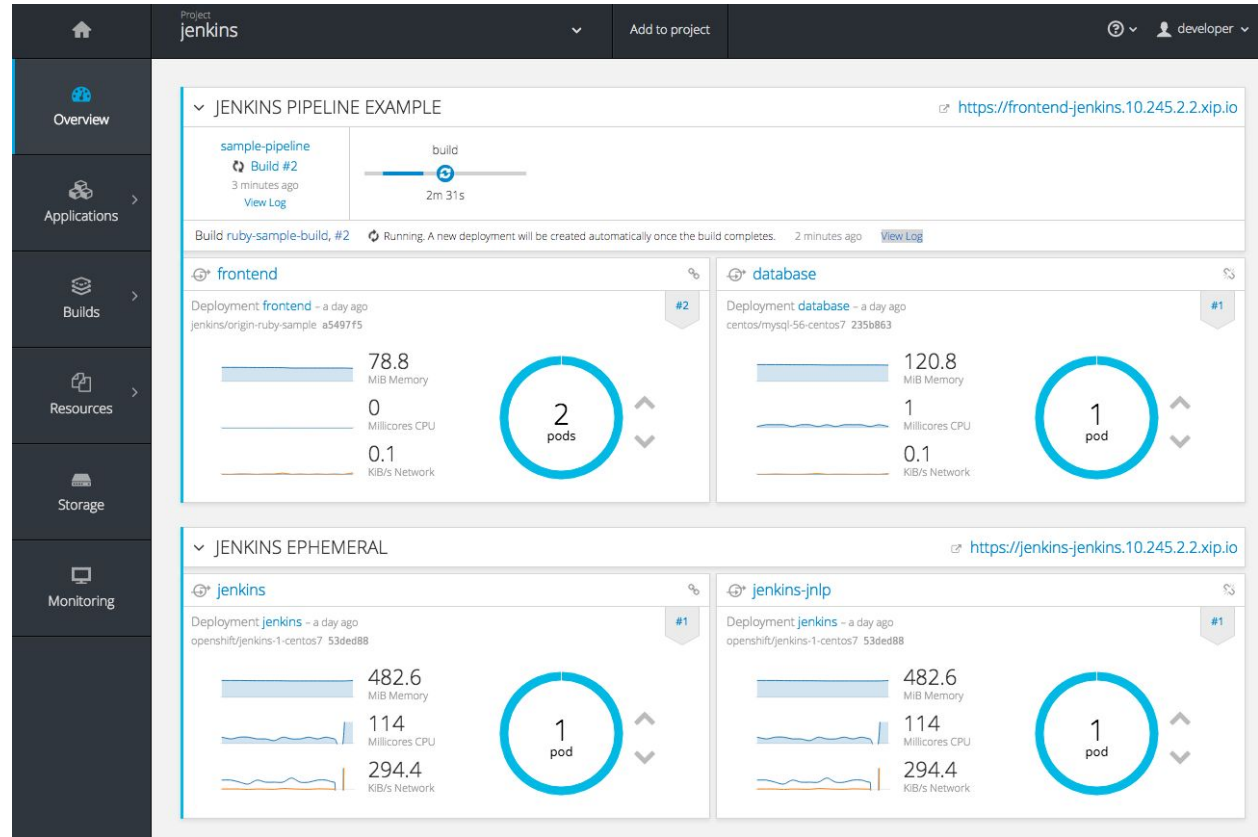 Project
jenkins
Add to project
developer
Overview
Applications
Builds
Resources
Storage
Monitoring
JENKINS PIPELINE EXAMPLE
https://frontend-jenkins.10.245.2.2.xip.io
sample-pipeline
Build #2
3 minutes ago
View Log
build
2m 31s
Build ruby-sample-build, #2 Running. A new deployment will be created automatically once the build completes. 2 minutes ago View Log
frontend
Deployment frontend – a day ago
jenkins/origin-ruby-sample a5497f5
#2
78.8
MiB Memory
0
Millicores CPU
0.1
KiB/s Network
2
pods
database
Deployment database – a day ago
centos/mysql-56-centos7 235b863
#1
120.8
MiB Memory
1
Millicores CPU
0.1
KiB/s Network
1
pod
JENKINS EPHEMERAL
https://jenkins-jenkins.10.245.2.2.xip.io
jenkins
Deployment jenkins – a day ago
openshift/jenkins-1-centos7 53ded88
#1
482.6
MiB Memory
114
Millicores CPU
294.4
KiB/s Network
1
pod
jenkins-jnlp
Deployment jenkins – a day ago
openshift/jenkins-1-centos7 53ded88
#1
482.6
MiB Memory
114
Millicores CPU
294.4
KiB/s Network
1
pod